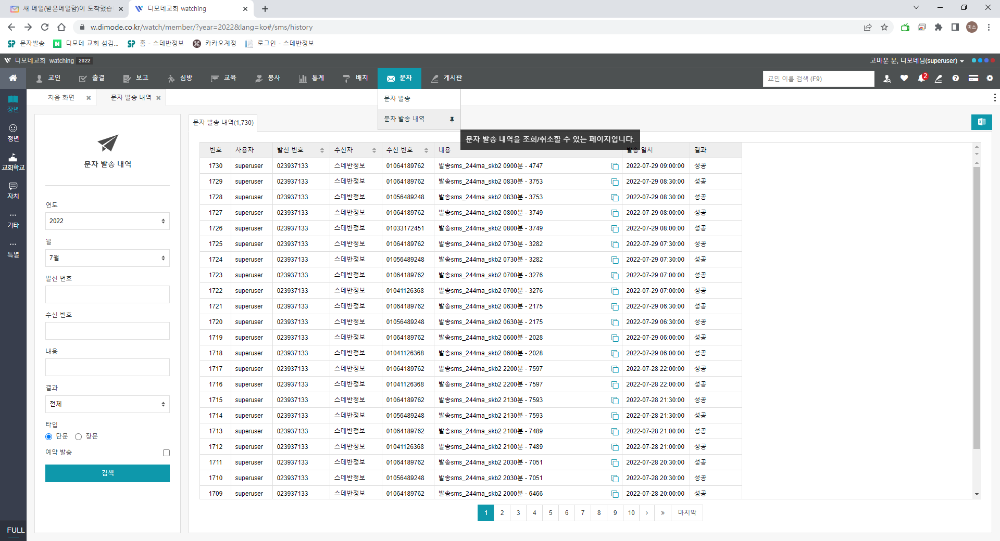 새 메일(받은메일함)이 도착했습
디모데교회 watching
w.dimode.co.kr/watch/member/?year=2022&lang=ko#/sms/history
미소
문자발송
디모데 교회 섬김...
홈 - 스데반정보
카카오계정
로그인 - 스데반정보
디모데교회 watching 2022
고마운 분, 디모데님(superuser)
교인
출결
보고
심방
교육
봉사
통계
배치
문자
게시판
교인 이름 검색 (F9)
2
처음 화면
문자 발송 내역
문자 발송
문자 발송 내역
문자 발송 내역을 조회/취소할 수 있는 페이지입니다.
장년
청년
교회학교
자치
기타
특별
FULL
문자 발송 내역
연도
2022
월
7월
발신 번호
수신 번호
내용
결과
전체
타입
단문 장문
예약 발송
검색
문자 발송 내역(1,730)
번호 사용자 발신 번호 수신자 수신 번호 내용 발송 일시 결과
1730 superuser 023937133 스데반정보 01064189762 발송sms_244ma_skb2 0900분 - 4747 2022-07-29 09:00:00 성공
1729 superuser 023937133 스데반정보 01064189762 발송sms_244ma_skb2 0830분 - 3753 2022-07-29 08:30:00 성공
1728 superuser 023937133 스데반정보 01056489248 발송sms_244ma_skb2 0830분 - 3753 2022-07-29 08:30:00 성공
1727 superuser 023937133 스데반정보 01064189762 발송sms_244ma_skb2 0800분 - 3749 2022-07-29 08:00:00 성공
1726 superuser 023937133 스데반정보 01033172451 발송sms_244ma_skb2 0800분 - 3749 2022-07-29 08:00:00 성공
1725 superuser 023937133 스데반정보 01064189762 발송sms_244ma_skb2 0730분 - 3282 2022-07-29 07:30:00 성공
1724 superuser 023937133 스데반정보 01056489248 발송sms_244ma_skb2 0730분 - 3282 2022-07-29 07:30:00 성공
1723 superuser 023937133 스데반정보 01064189762 발송sms_244ma_skb2 0700분 - 3276 2022-07-29 07:00:00 성공
1722 superuser 023937133 스데반정보 01041126368 발송sms_244ma_skb2 0700분 - 3276 2022-07-29 07:00:00 성공
1721 superuser 023937133 스데반정보 01064189762 발송sms_244ma_skb2 0630분 - 2175 2022-07-29 06:30:00 성공
1720 superuser 023937133 스데반정보 01056489248 발송sms_244ma_skb2 0630분 - 2175 2022-07-29 06:30:00 성공
1719 superuser 023937133 스데반정보 01064189762 발송sms_244ma_skb2 0600분 - 2028 2022-07-29 06:00:00 성공
1718 superuser 023937133 스데반정보 01041126368 발송sms_244ma_skb2 0600분 - 2028 2022-07-29 06:00:00 성공
1717 superuser 023937133 스데반정보 01064189762 발송sms_244ma_skb2 2200분 - 7597 2022-07-28 22:00:00 성공
1716 superuser 023937133 스데반정보 01041126368 발송sms_244ma_skb2 2200분 - 7597 2022-07-28 22:00:00 성공
1715 superuser 023937133 스데반정보 01064189762 발송sms_244ma_skb2 2130분 - 7593 2022-07-28 21:30:00 성공
1714 superuser 023937133 스데반정보 01056489248 발송sms_244ma_skb2 2130분 - 7593 2022-07-28 21:30:00 성공
1713 superuser 023937133 스데반정보 01064189762 발송sms_244ma_skb2 2100분 - 7489 2022-07-28 21:00:00 성공
1712 superuser 023937133 스데반정보 01041126368 발송sms_244ma_skb2 2100분 - 7489 2022-07-28 21:00:00 성공
1711 superuser 023937133 스데반정보 01064189762 발송sms_244ma_skb2 2030분 - 7051 2022-07-28 20:30:00 성공
1710 superuser 023937133 스데반정보 01056489248 발송sms_244ma_skb2 2030분 - 7051 2022-07-28 20:30:00 성공
1709 superuser 023937133 스데반정보 01064189762 발송sms_244ma_skb2 2000분 - 6466 2022-07-28 20:00:00 성공
1 2 3 4 5 6 7 8 9 10 › » 마지막